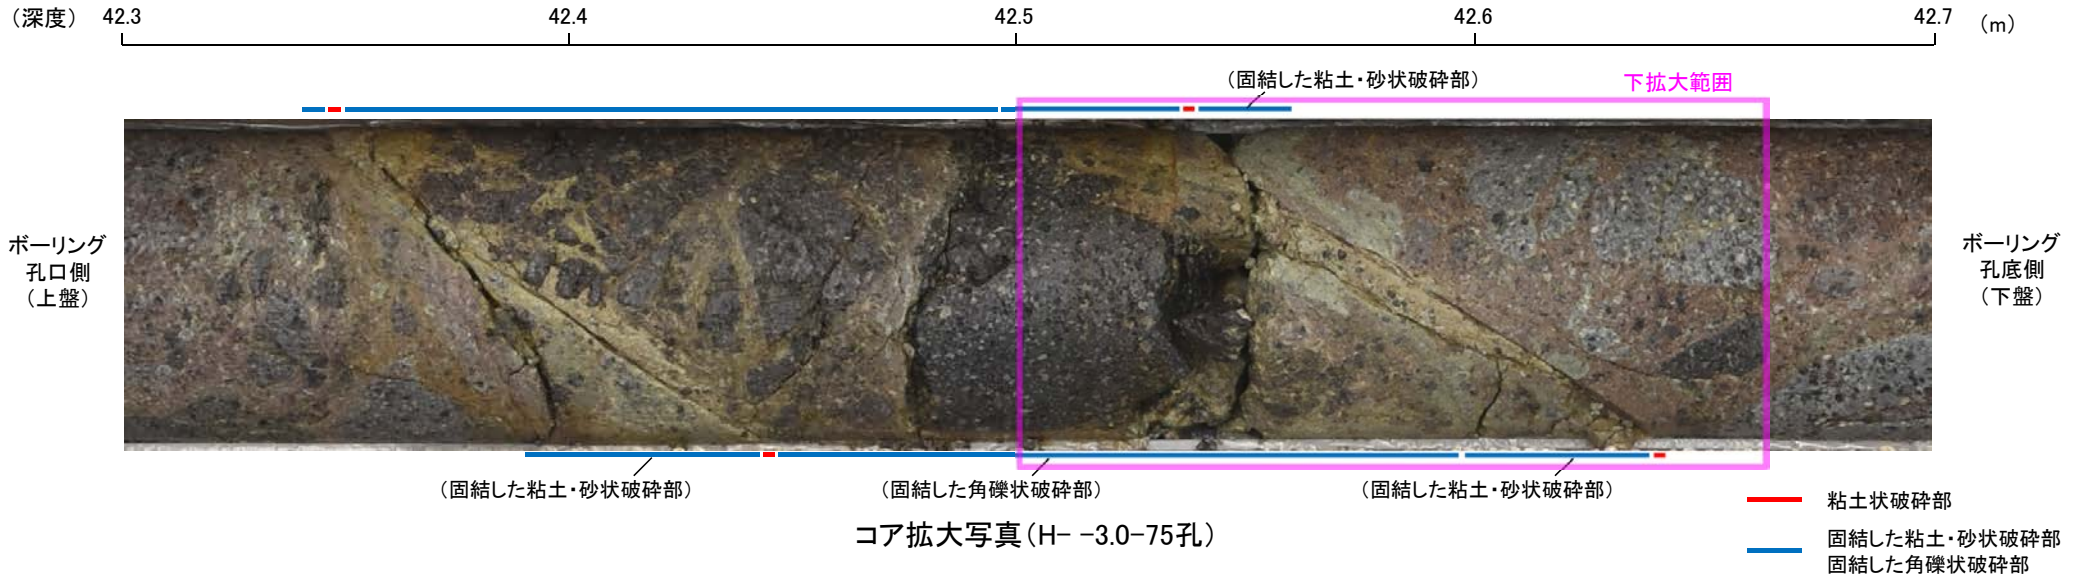 （深度） 42.3 42.4 42.5 42.6 42.7 （m）
（固結した粘土・砂状破砕部） 下拡大範囲
ボーリング
孔口側
（上盤）
ボーリング
孔底側
（下盤）
（固結した粘土・砂状破砕部） （固結した角礫状破砕部） （固結した粘土・砂状破砕部）
コア拡大写真（H- -3.0-75孔）
粘土状破砕部
固結した粘土・砂状破砕部
固結した角礫状破砕部